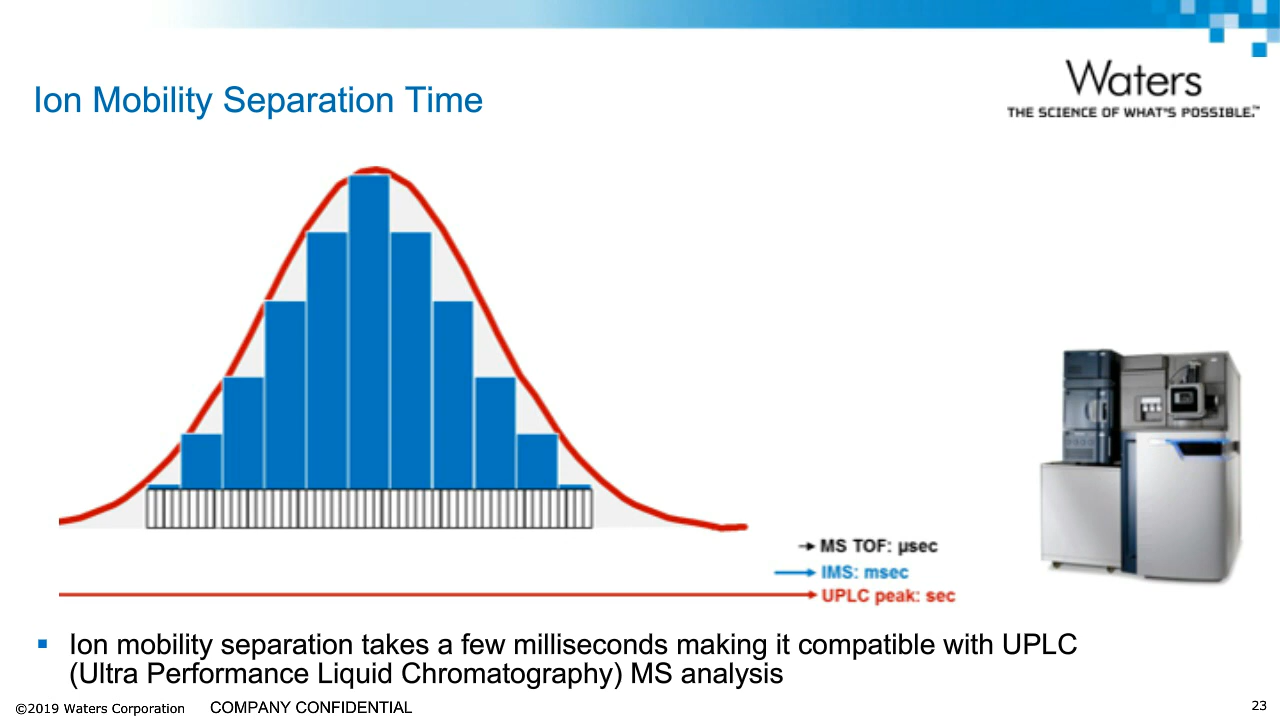 Ion Mobility Separation Time
Waters
THE SCIENCE OF WHAT'S POSSIBLE.™
MS TOF: µsec
IMS: msec
UPLC peak: sec
▪ Ion mobility separation takes a few milliseconds making it compatible with UPLC
(Ultra Performance Liquid Chromatography) MS analysis
©2019 Waters Corporation COMPANY CONFIDENTIAL 23